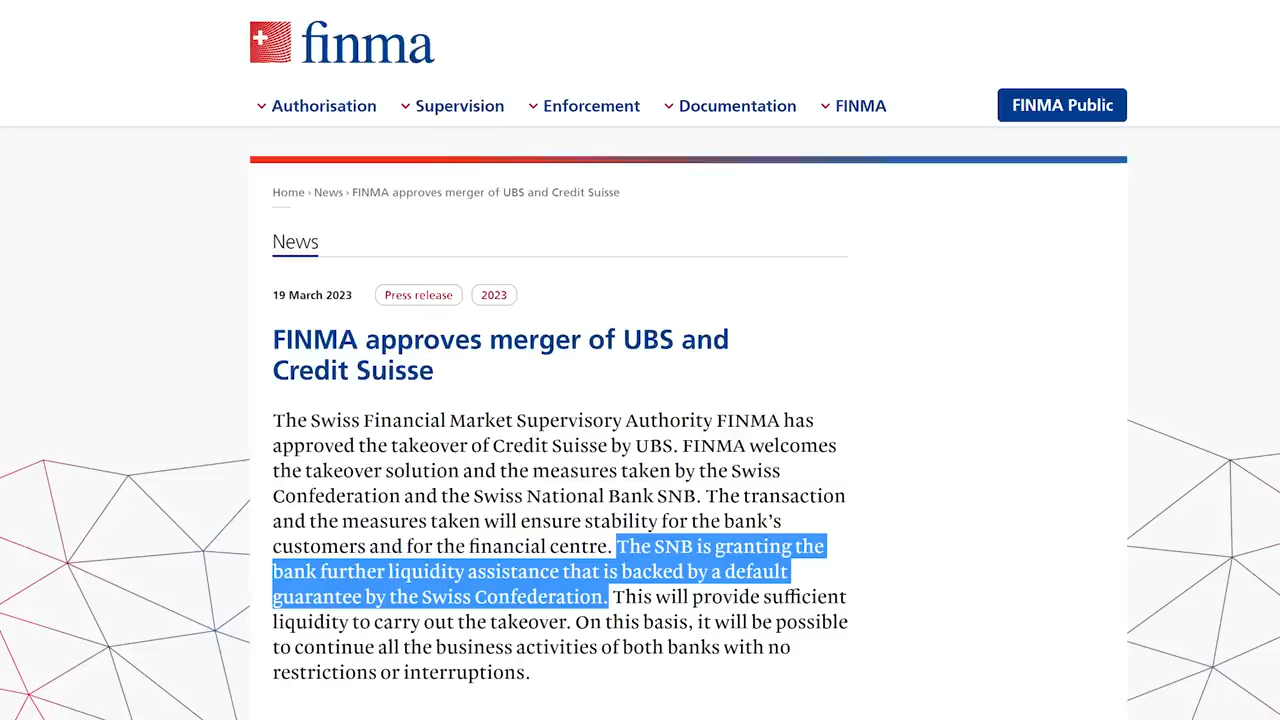 finma
Authorisation Supervision Enforcement Documentation FINMA FINMA Public
Home › News › FINMA approves merger of UBS and Credit Suisse
News
19 March 2023 Press release 2023
FINMA approves merger of UBS and
Credit Suisse
The Swiss Financial Market Supervisory Authority FINMA has
approved the takeover of Credit Suisse by UBS. FINMA welcomes
the takeover solution and the measures taken by the Swiss
Confederation and the Swiss National Bank SNB. The transaction
and the measures taken will ensure stability for the bank’s
customers and for the financial centre. The SNB is granting the
bank further liquidity assistance that is backed by a default
guarantee by the Swiss Confederation. This will provide sufficient
liquidity to carry out the takeover. On this basis, it will be possible
to continue all the business activities of both banks with no
restrictions or interruptions.